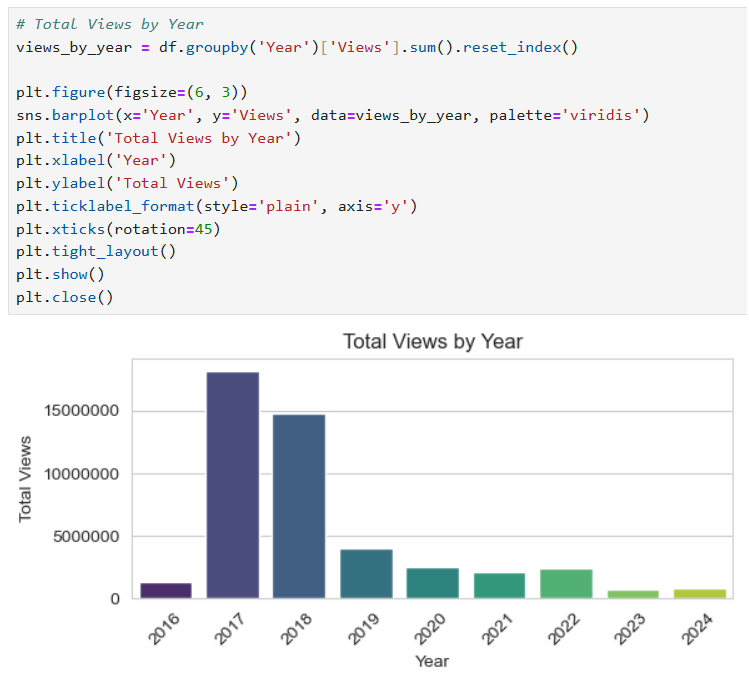 # Total Views by Year
views_by_year = df.groupby('Year')['Views'].sum().reset_index()
plt.figure(figsize=(6, 3))
sns.barplot(x='Year', y='Views', data=views_by_year, palette='viridis')
plt.title('Total Views by Year')
plt.xlabel('Year')
plt.ylabel('Total Views')
plt.ticklabel_format(style='plain', axis='y')
plt.xticks(rotation=45)
plt.tight_layout()
plt.show()
plt.close()
Total Views by Year
Total Views
15000000
10000000
5000000
0
2016 2017 2018 2019 2020 2021 2022 2023 2024
Year